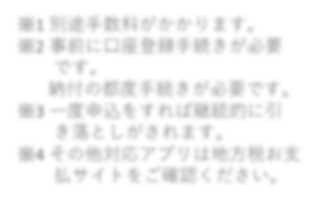 ※1 別途手数料がかかります。
※2 事前に口座登録手続きが必要
です。
納付の都度手続きが必要です。
※3 一度申込をすれば継続的に引
き落としがされます。
※4 その他対応アプリは地方税お支
払サイトをご確認ください。